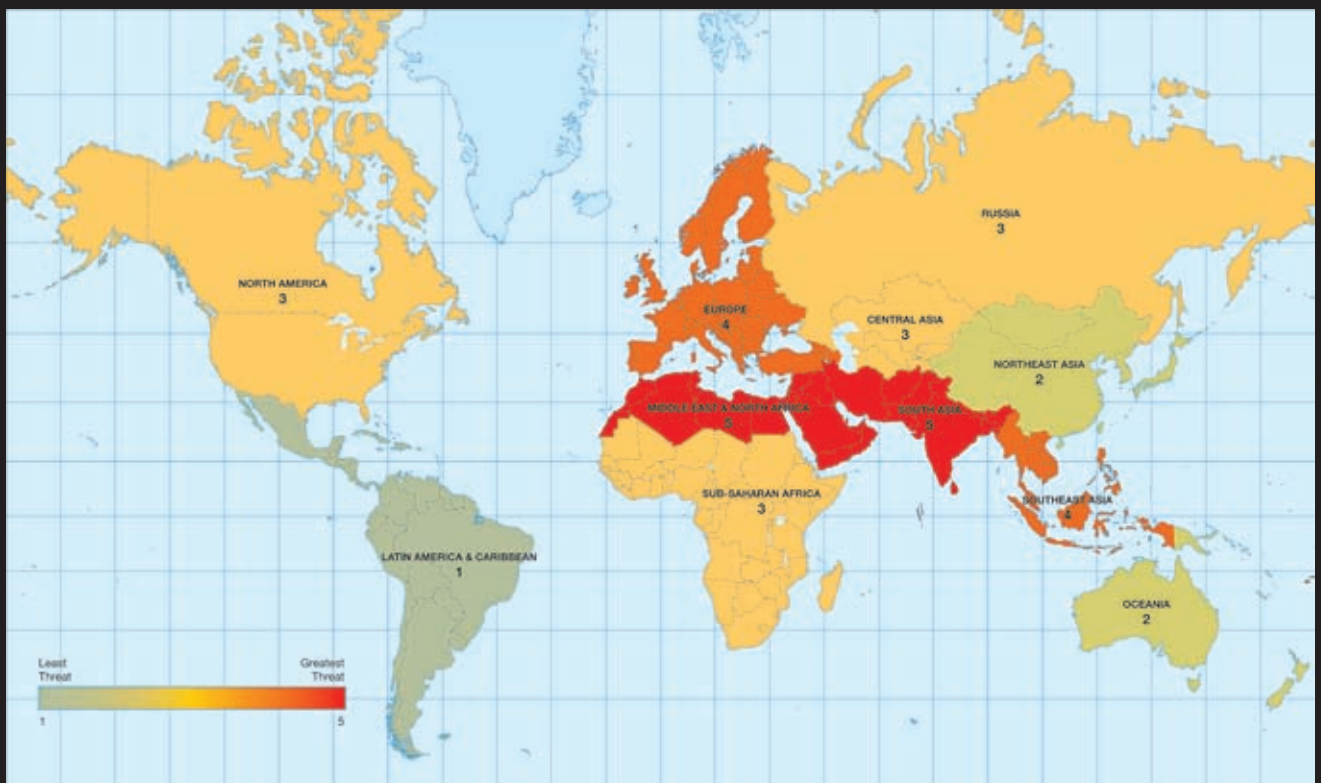 RUSSIA
3
NORTH AMERICA
3
EUROPE
4
CENTRAL ASIA
3
NORTHEAST ASIA
2
MIDDLE EAST & NORTH AFRICA
5
SOUTH ASIA
5
SUB-SAHARAN AFRICA
3
SOUTHEAST ASIA
4
LATIN AMERICA & CARIBBEAN
1
OCEANIA
2
Least
Threat
Greatest
Threat
1
5